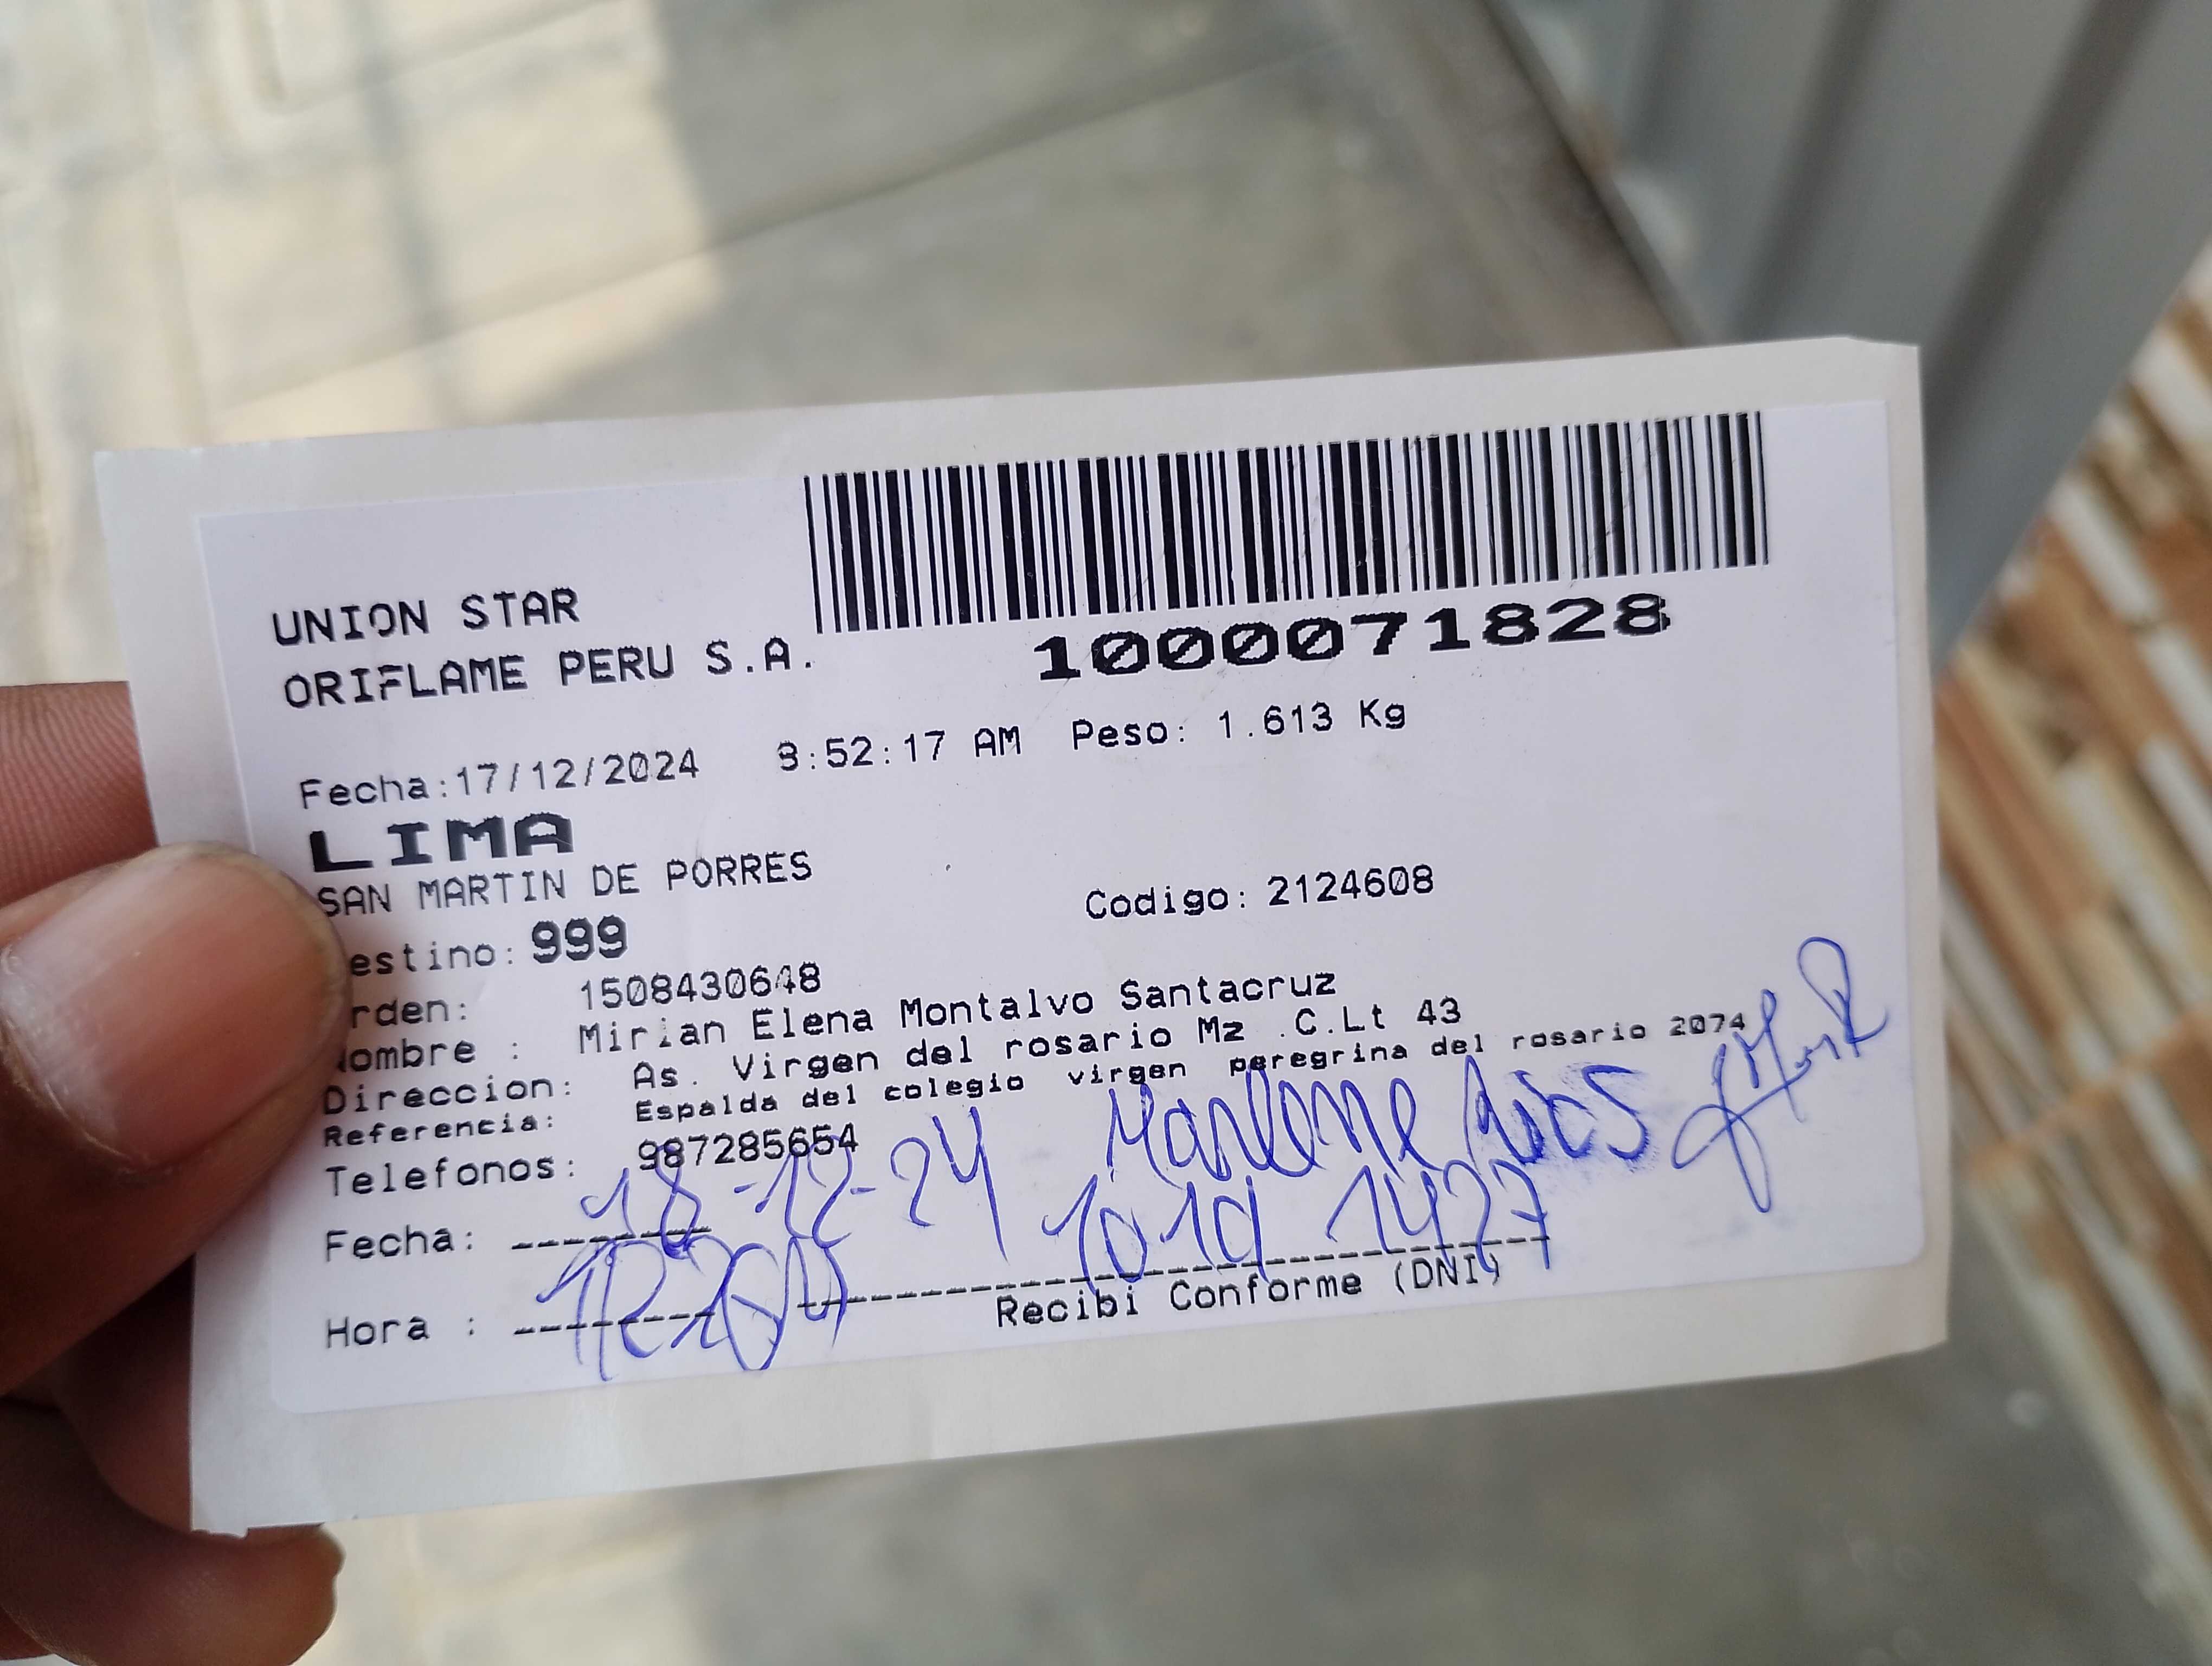 UNION STAR
ORIFLAME PERU S.A.
1000071828
Fecha:17/12/2024 :52:17 AM Peso: 1.613 Kg
LIMA
SAN MARTIN DE PORRES
Codigo: 2124608
estino: 999
rden: 1508430648
ombre : Mirian Elena Montalvo Santacruz
Direccion: As. Virgen del rosario Mz .C.Lt 43
Referencia: Espalda del colegio virgen peregrina del rosario 2074
Telefonos: 987285654
Marlene
Fecha: 18-12-24 1019 1427
Hora :
Recibi Conforme (DNI)